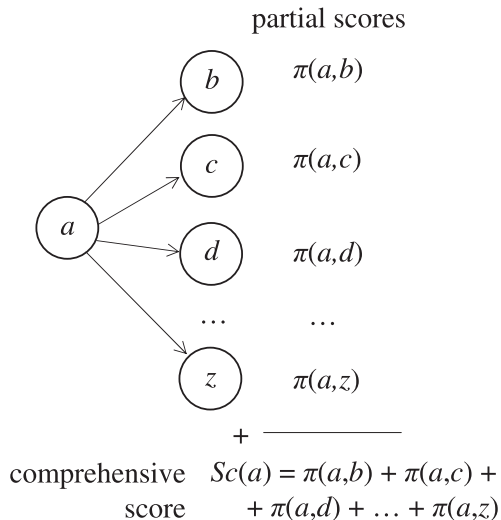 partial scores
b π(a,b)
c π(a,c)
a
d π(a,d)
… …
z π(a,z)
+
comprehensive Sc(a) = π(a,b) + π(a,c) +
score + π(a,d) + … + π(a,z)